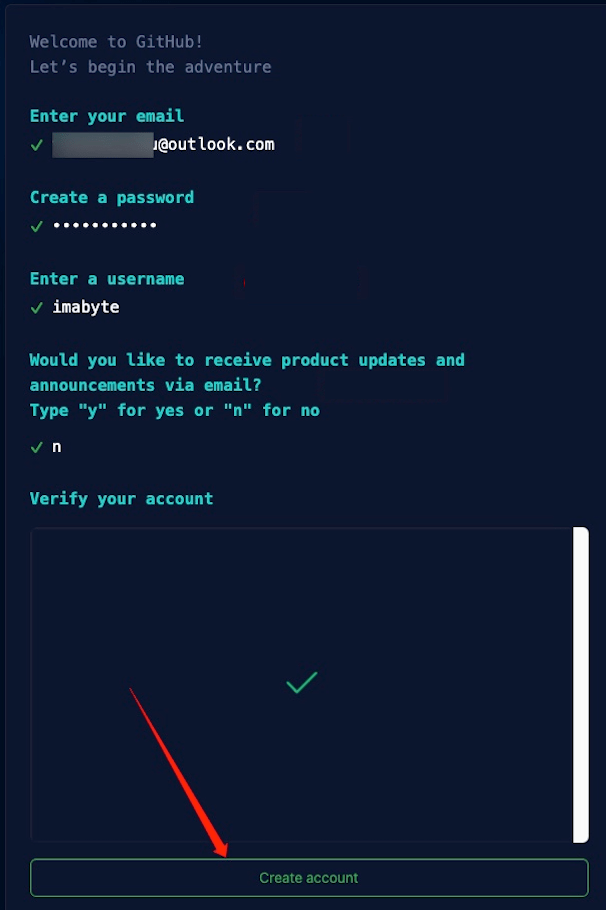 Welcome to GitHub!
Let’s begin the adventure
Enter your email
u@outlook.com
Create a password
•••••••••••
Enter a username
imabyte
Would you like to receive product updates and
announcements via email?
Type "y" for yes or "n" for no
n
Verify your account
Create account